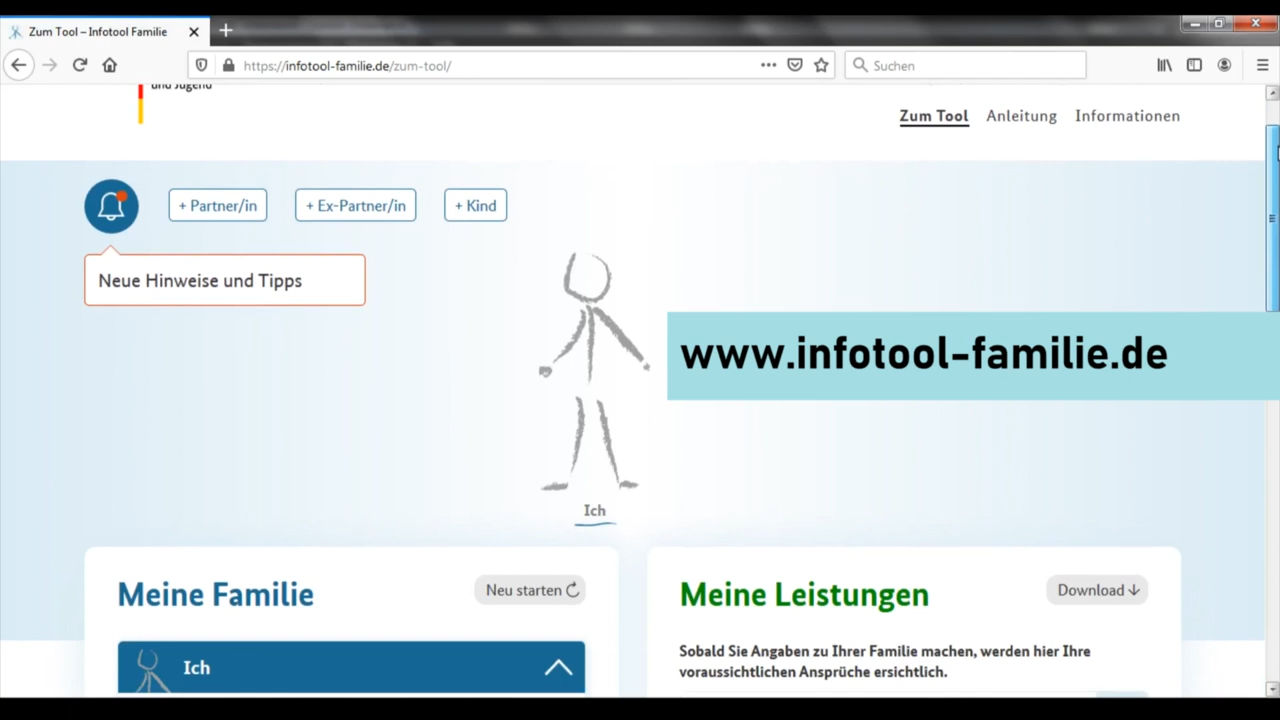 Zum Tool – Infotool Familie
https://infotool-familie.de/zum-tool/
Suchen
und Jugend
Zum Tool Anleitung Informationen
+ Partner/in + Ex-Partner/in + Kind
Neue Hinweise und Tipps
www.infotool-familie.de
Ich
Meine Familie
Neu starten
Ich
Meine Leistungen
Download
Sobald Sie Angaben zu Ihrer Familie machen, werden hier Ihre
voraussichtlichen Ansprüche ersichtlich.